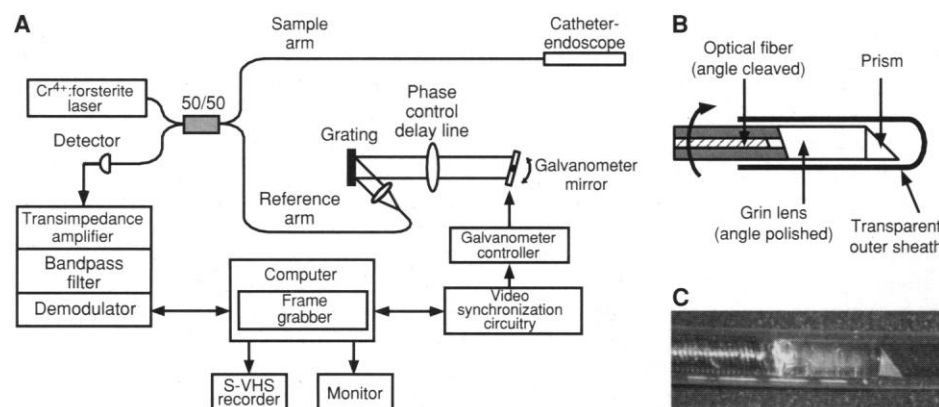 A
Sample
arm
Catheter-
endoscope
Cr⁴⁺:forsterite
laser
50/50
Detector
Phase
control
delay line
Grating
Galvanometer
mirror
Reference
arm
Transimpedance
amplifier
Bandpass
filter
Demodulator
Galvanometer
controller
Computer
Frame
grabber
Video
synchronization
circuitry
S-VHS
recorder
Monitor
B
Optical fiber
(angle cleaved)
Prism
Grin lens
(angle polished)
Transparent
outer sheath
C